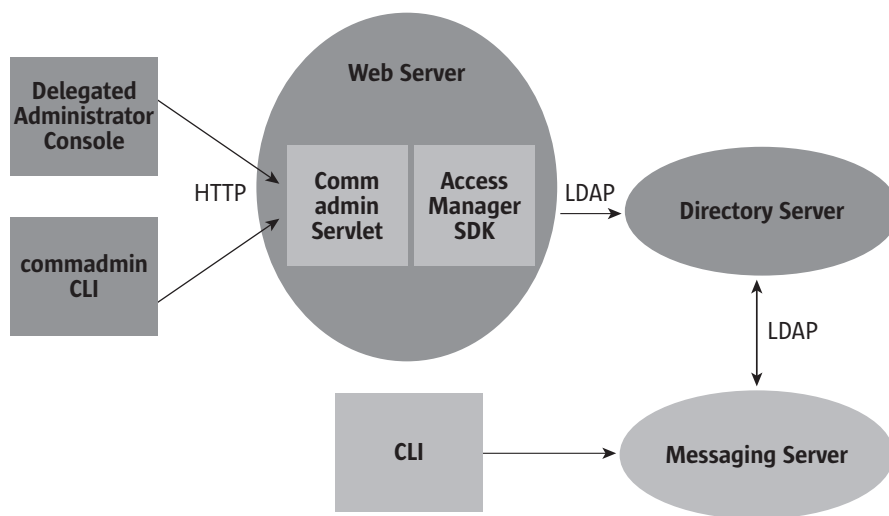 Delegated
Administrator
Console
commadmin
CLI
HTTP
Web Server
Comm
admin
Servlet
Access
Manager
SDK
LDAP
Directory Server
LDAP
CLI
Messaging Server